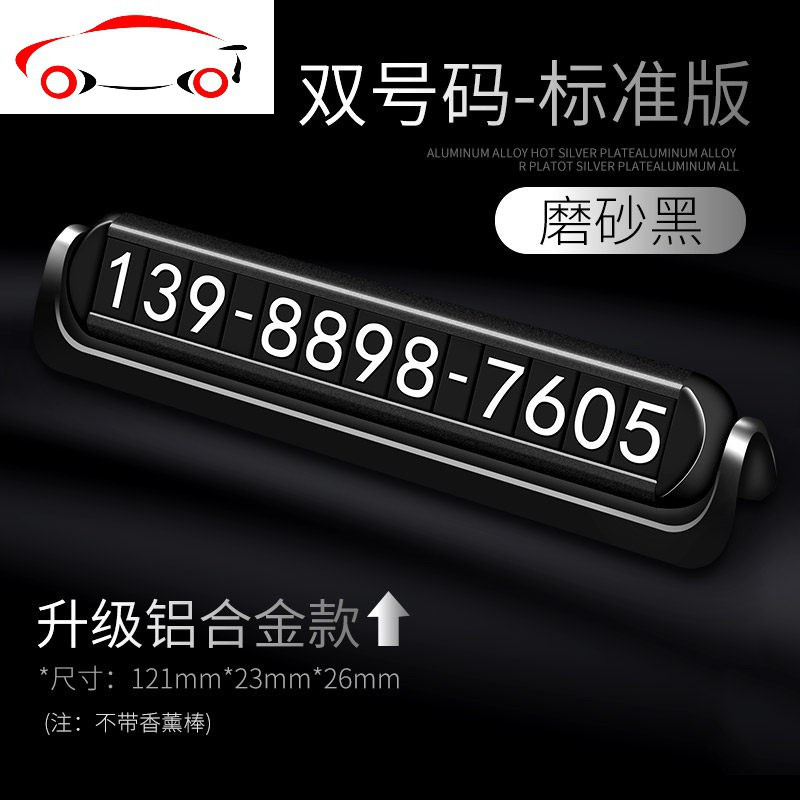 双号码-标准版
ALUMINUM ALLOY HOT SILVER PLATEALUMINUM ALLOY
R PLATOT SILVER PLATEALUMINUM ALL
磨砂黑
139-8898-7605
升级铝合金款
*尺寸：121mm*23mm*26mm
(注：不带香薰棒)